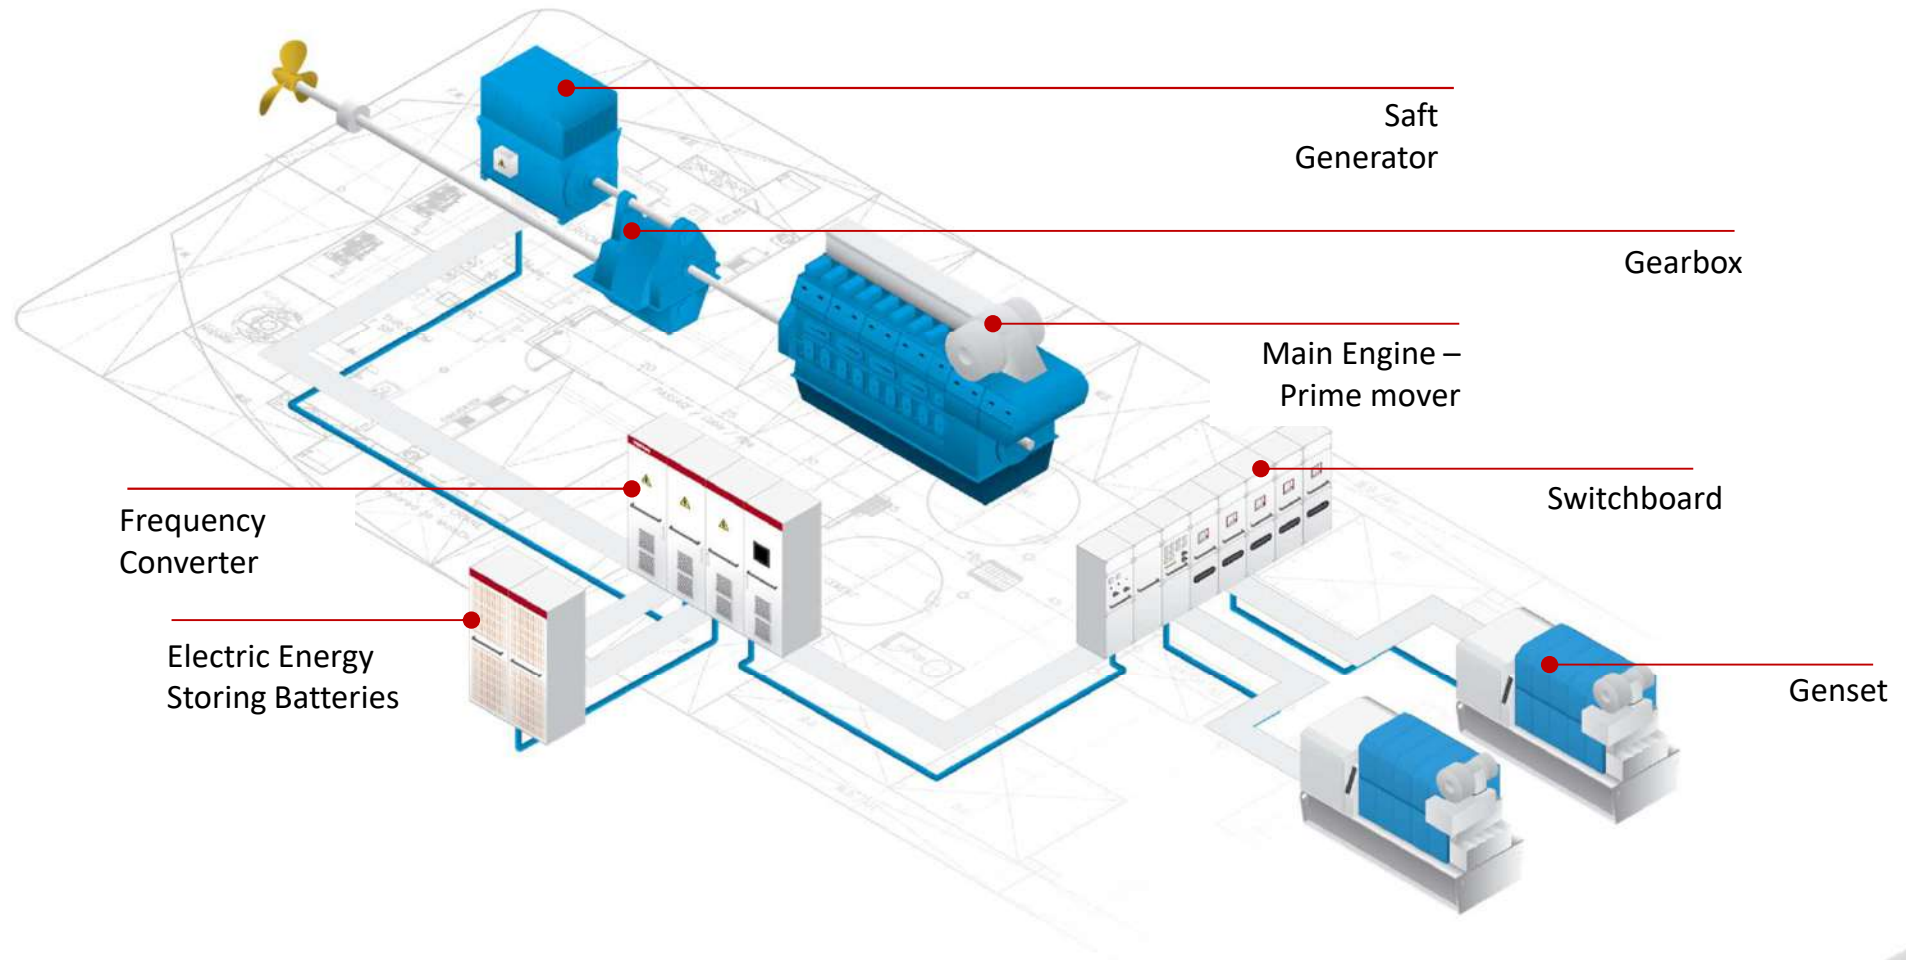 Saft
Generator
Gearbox
Main Engine –
Prime mover
Switchboard
Frequency
Converter
Electric Energy
Storing Batteries
Genset